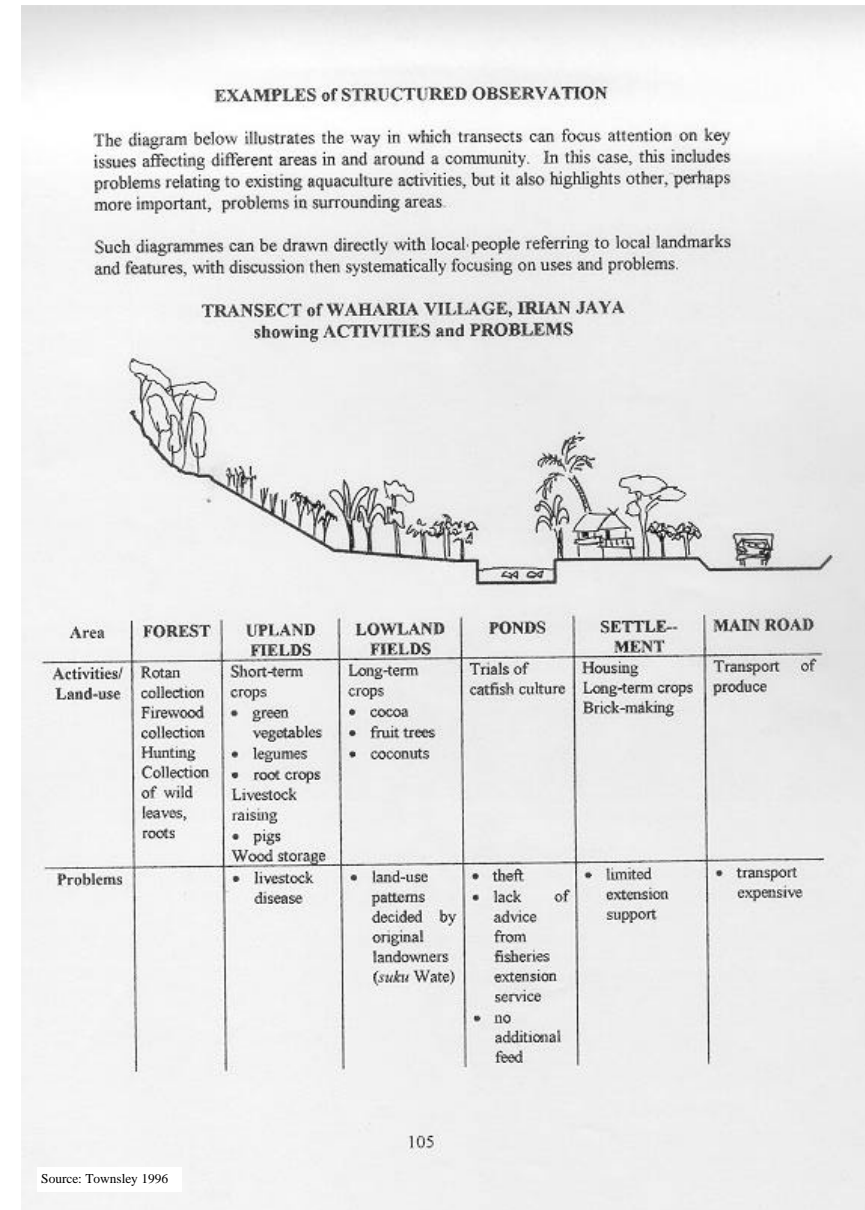 EXAMPLES of STRUCTURED OBSERVATION
The diagram below illustrates the way in which transects can focus attention on key
issues affecting different areas in and around a community. In this case, this includes
problems relating to existing aquaculture activities, but it also highlights other, perhaps
more important, problems in surrounding areas.
Such diagrammes can be drawn directly with local people referring to local landmarks
and features, with discussion then systematically focusing on uses and problems.
TRANSECT of WAHARIA VILLAGE, IRIAN JAYA
showing ACTIVITIES and PROBLEMS
Area
FOREST
UPLAND
FIELDS
LOWLAND
FIELDS
PONDS
SETTLE--
MENT
MAIN ROAD
Activities/
Land-use
Rotan
collection
Firewood
collection
Hunting
Collection
of wild
leaves,
roots
Short-term
crops
• green
vegetables
• legumes
• root crops
Livestock
raising
• pigs
Wood storage
Long-term
crops
• cocoa
• fruit trees
• coconuts
Trials of
catfish culture
Housing
Long-term crops
Brick-making
Transport of
produce
Problems
• livestock
disease
• land-use
patterns
decided by
original
landowners
(suku Wate)
• theft
• lack of
advice
from
fisheries
extension
service
• no
additional
feed
• limited
extension
support
• transport
expensive
105
Source: Townsley 1996